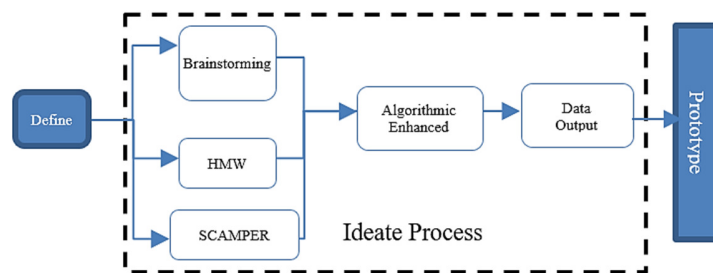 Define
Brainstorming
HMW
SCAMPER
Algorithmic
Enhanced
Data
Output
Ideate Process
Prototype